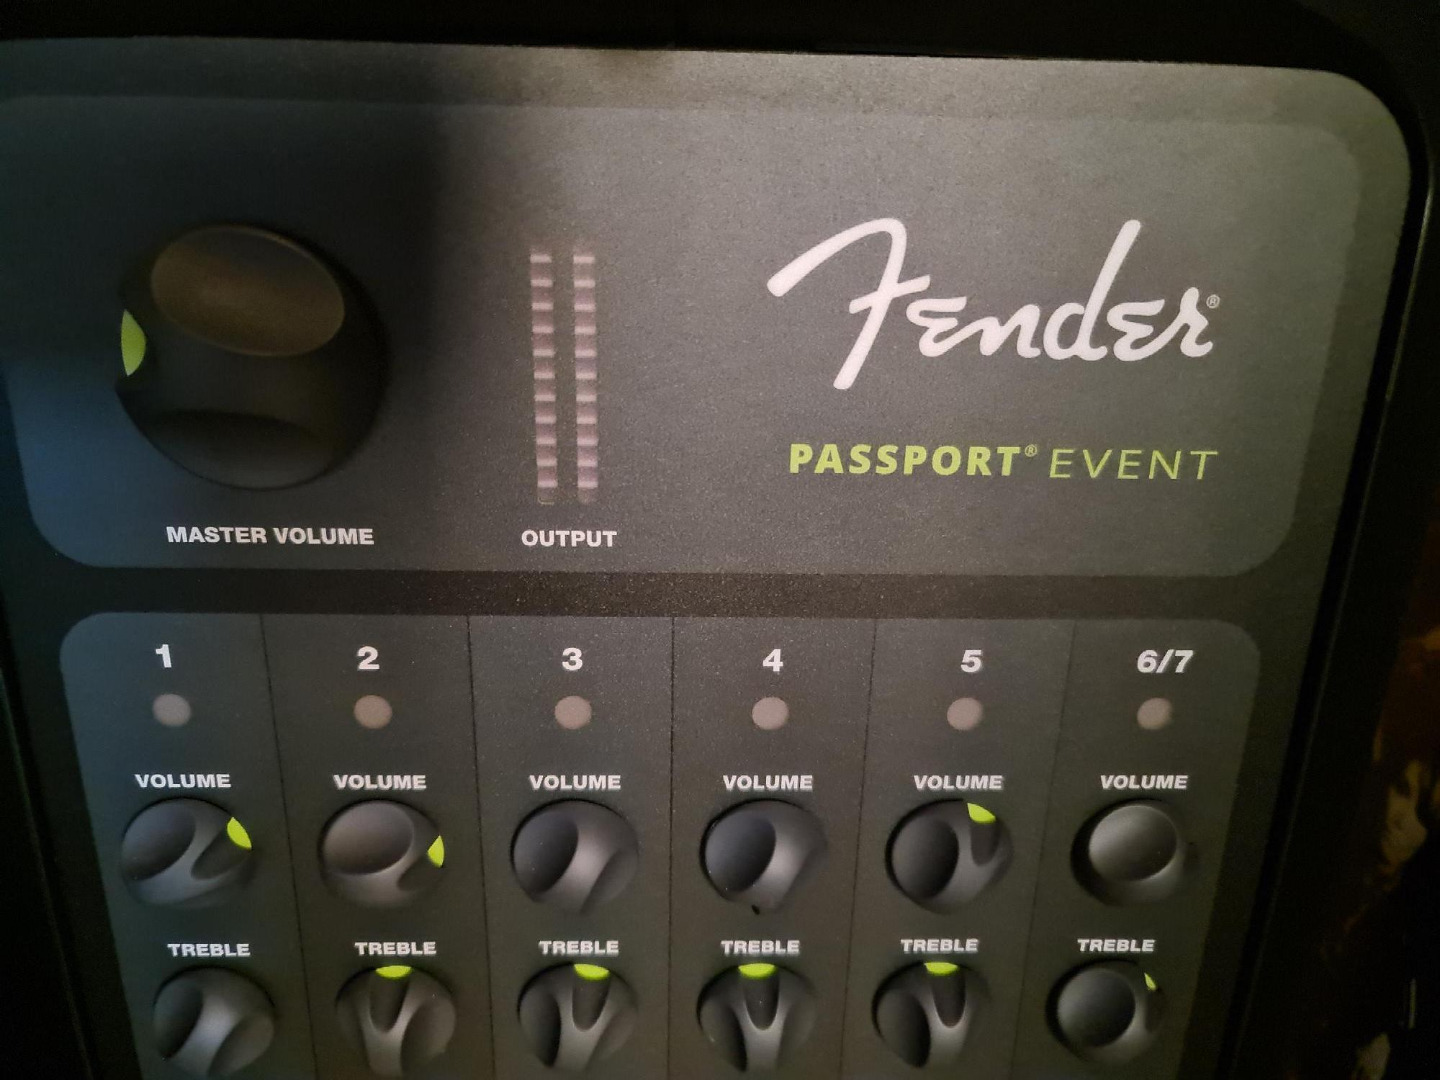 Fender®
PASSPORT® EVENT
MASTER VOLUME
OUTPUT
1 2 3 4 5 6/7
VOLUME VOLUME VOLUME VOLUME VOLUME VOLUME
TREBLE TREBLE TREBLE TREBLE TREBLE TREBLE